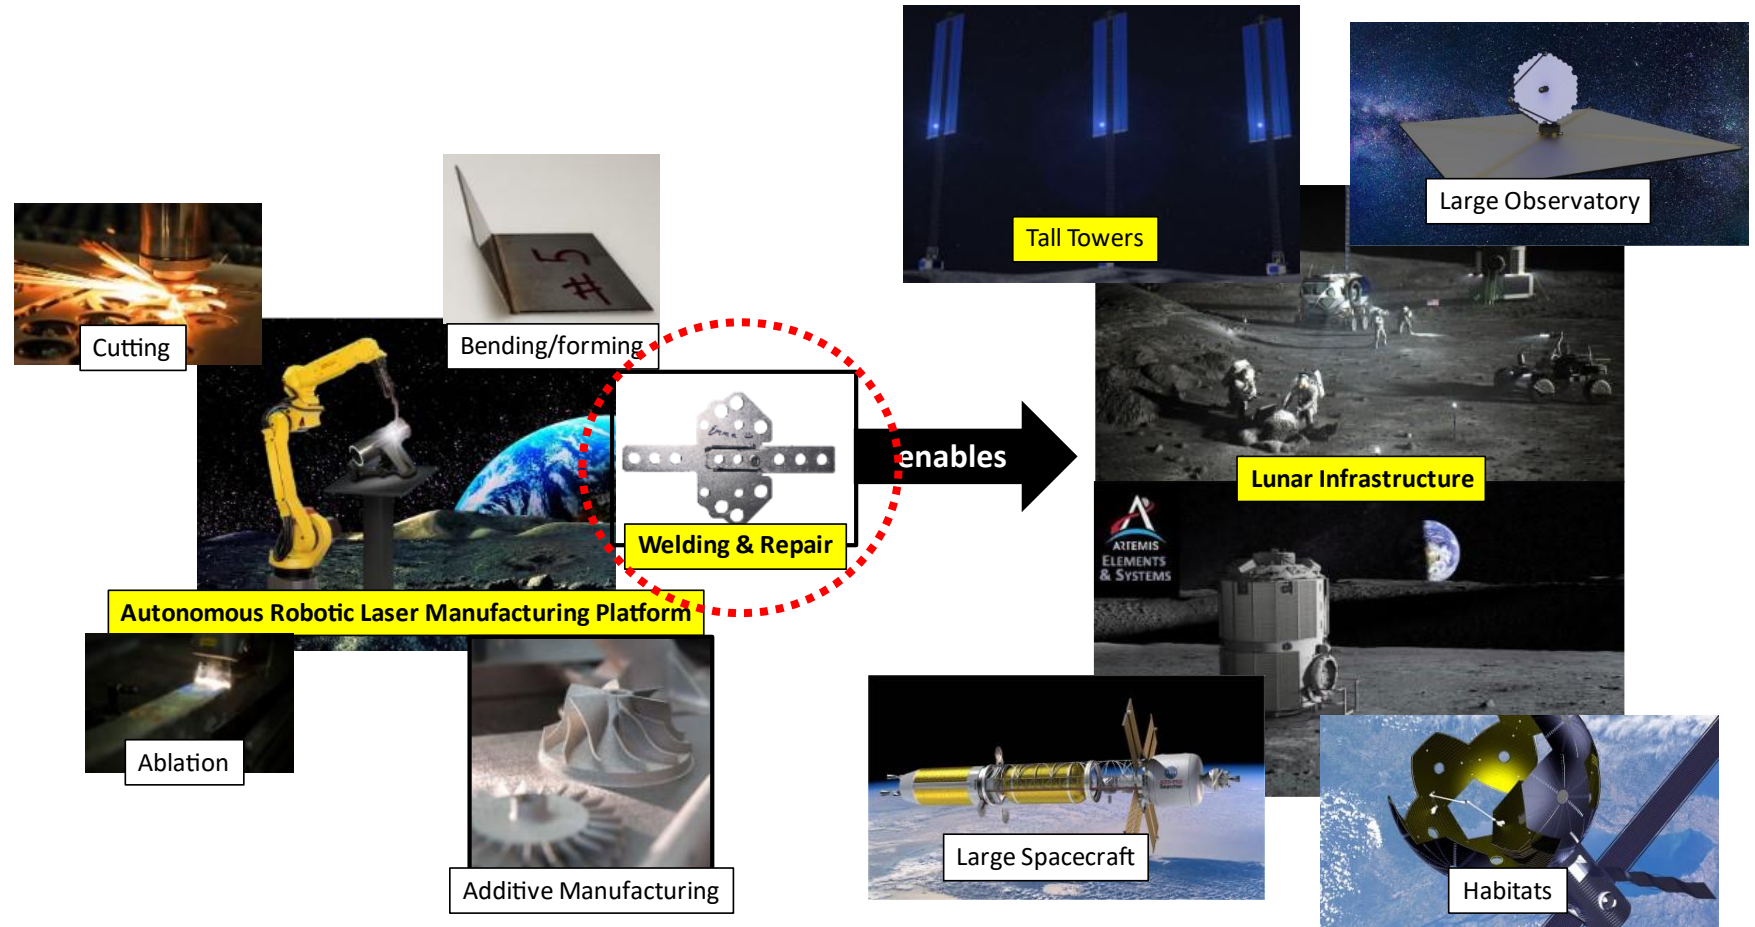 Cutting
Bending/forming
#5
Autonomous Robotic Laser Manufacturing Platform
Welding & Repair
Ablation
Additive Manufacturing
enables
Tall Towers
Large Observatory
Lunar Infrastructure
ARTEMIS
ELEMENTS
& SYSTEMS
Large Spacecraft
Habitats